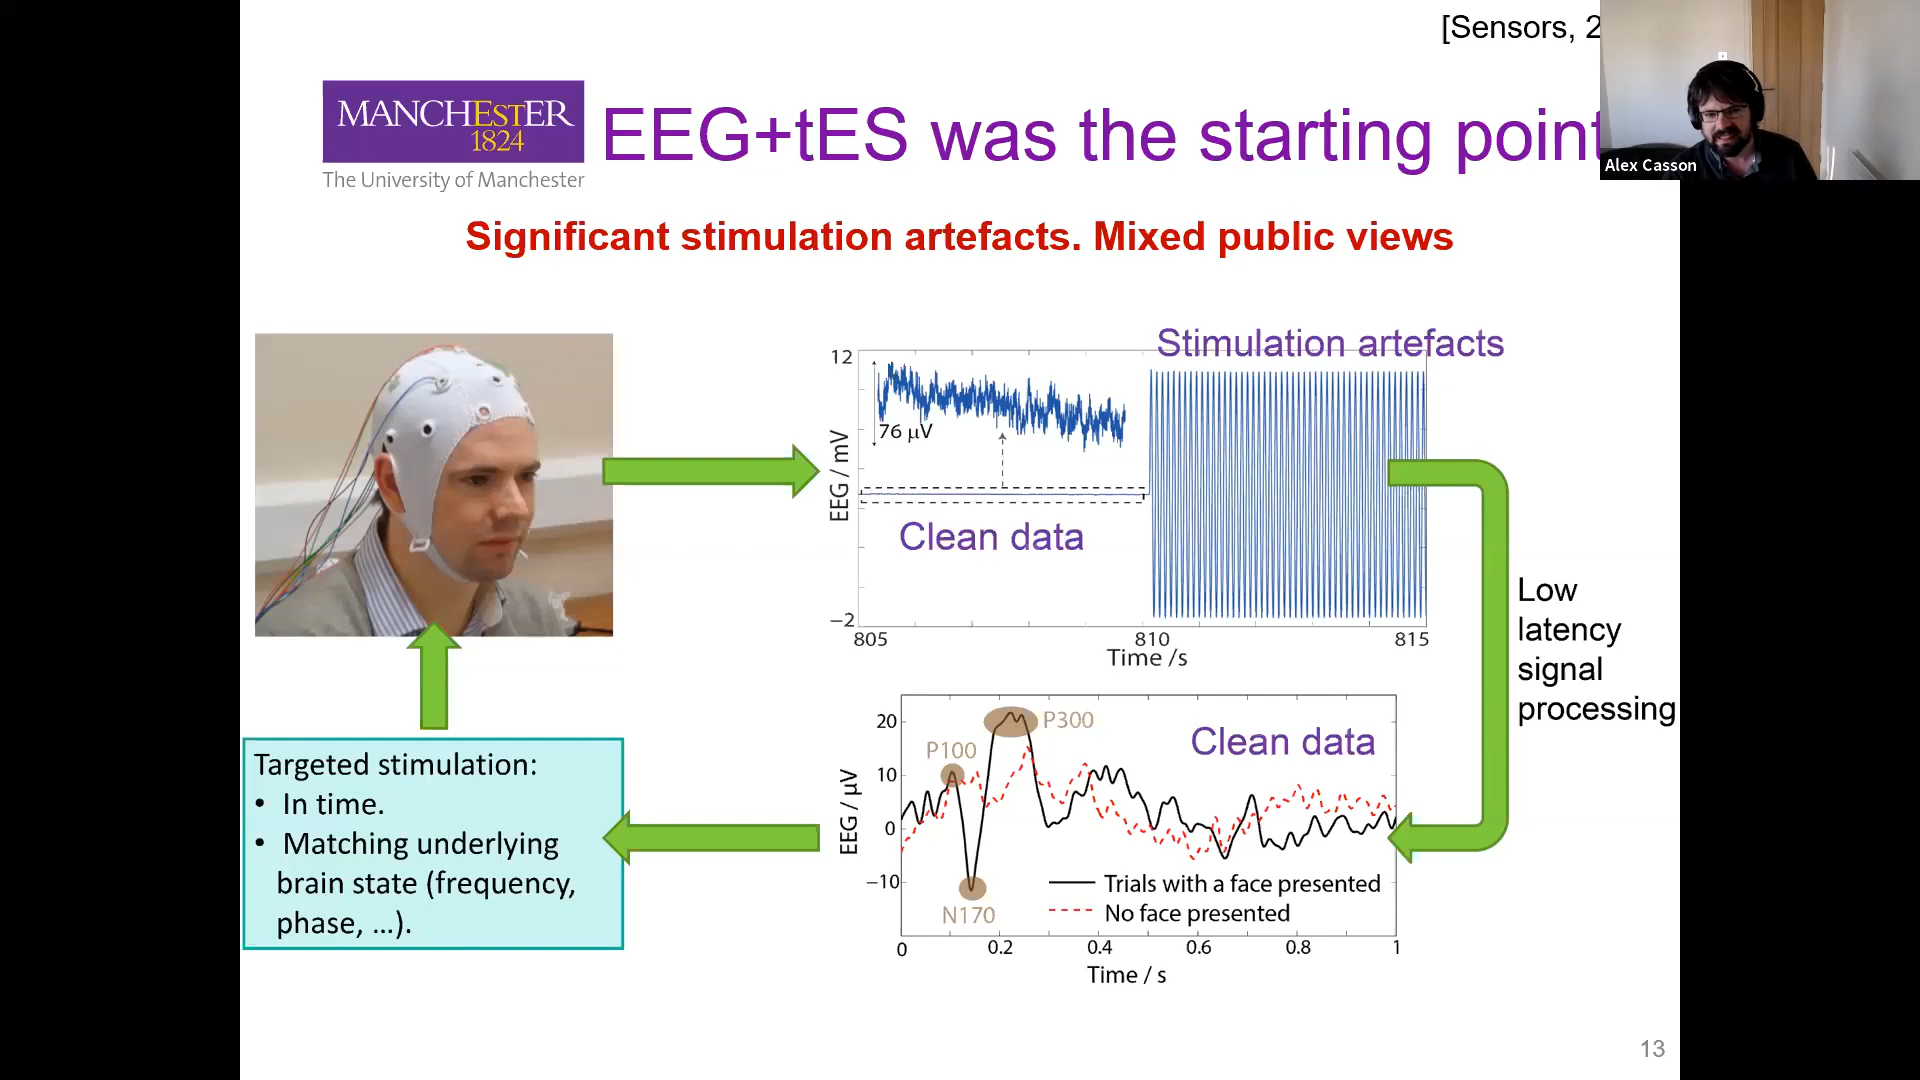 [Sensors, 2
MANCHESTER
1824
The University of Manchester
EEG+tES was the starting point
Alex Casson
Significant stimulation artefacts. Mixed public views
Stimulation artefacts
12
76 μV
EEG / mV
Clean data
−2
805
810
815
Time /s
Low
latency
signal
processing
20
P300
Clean data
P100
10
EEG / μV
0
−10
N170
Trials with a face presented
No face presented
0
0.2
0.4
0.6
0.8
1
Time / s
Targeted stimulation:
• In time.
• Matching underlying
brain state (frequency,
phase, ...).
13